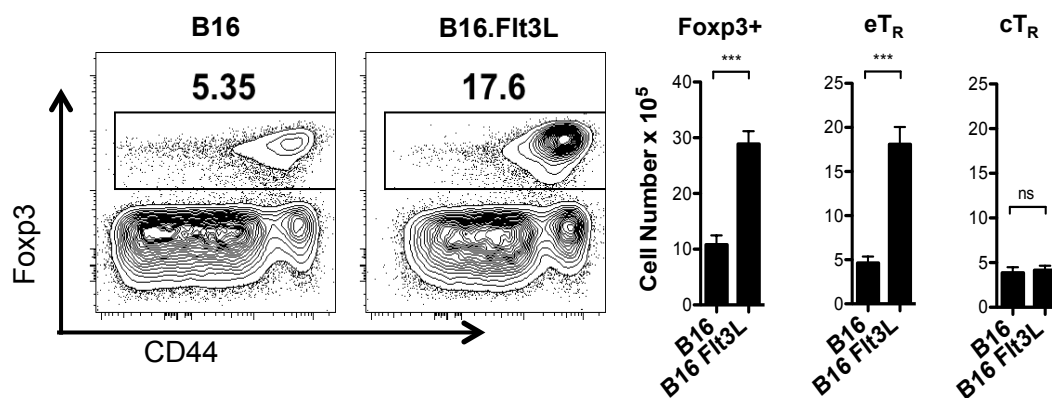 B16
B16.Flt3L
5.35
17.6
Foxp3
CD44
Foxp3+
***
Cell Number x 10⁵
40
30
20
10
0
B16
B16 Flt3L
eT_R
***
25
20
15
10
5
0
B16
B16 Flt3L
cT_R
ns
25
20
15
10
5
0
B16
B16 Flt3L